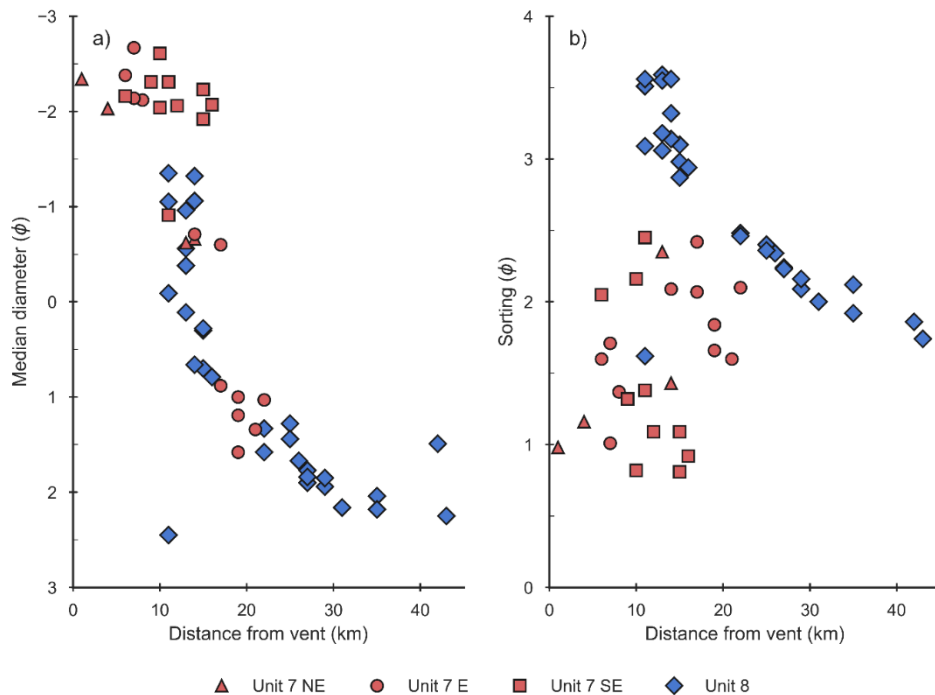 a)
−3
−2
−1
0
1
2
3
Median diameter (ϕ)
0 10 20 30 40
Distance from vent (km)
b)
4
3
2
1
0
Sorting (ϕ)
0 10 20 30 40
Distance from vent (km)
Unit 7 NE Unit 7 E Unit 7 SE Unit 8